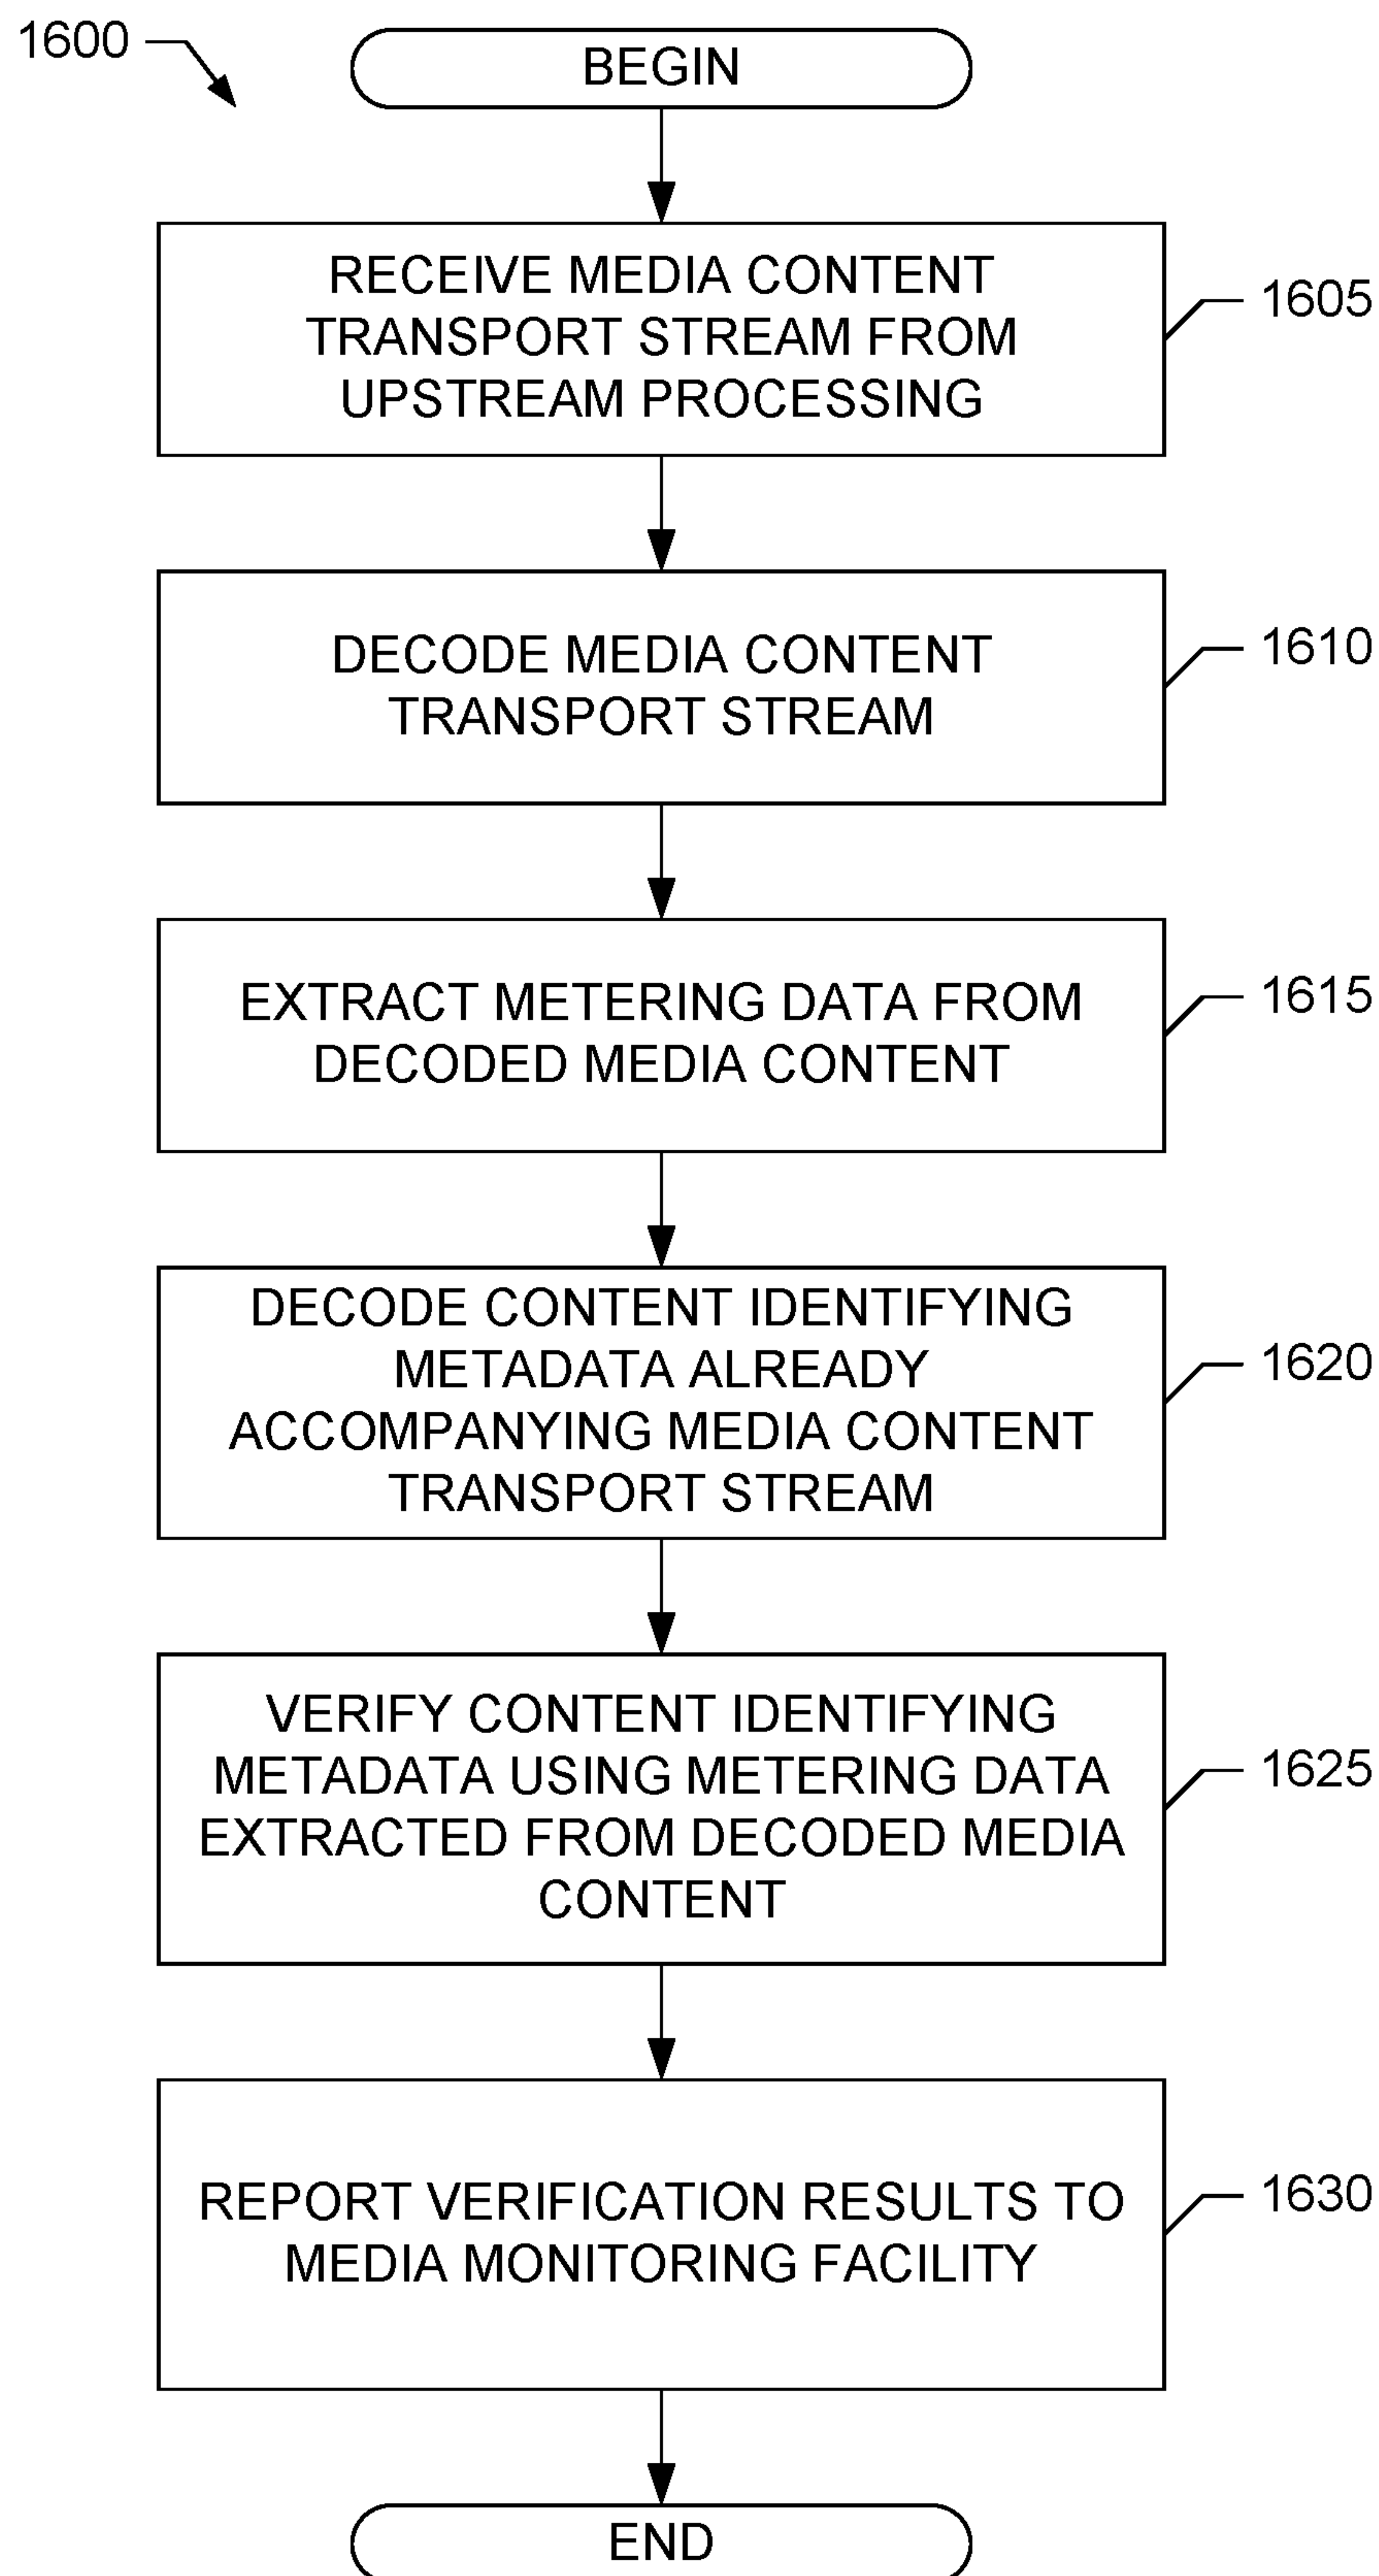 1600
BEGIN
RECEIVE MEDIA CONTENT
TRANSPORT STREAM FROM
UPSTREAM PROCESSING
1605
DECODE MEDIA CONTENT
TRANSPORT STREAM
1610
EXTRACT METERING DATA FROM
DECODED MEDIA CONTENT
1615
DECODE CONTENT IDENTIFYING
METADATA ALREADY
ACCOMPANYING MEDIA CONTENT
TRANSPORT STREAM
1620
VERIFY CONTENT IDENTIFYING
METADATA USING METERING DATA
EXTRACTED FROM DECODED MEDIA
CONTENT
1625
REPORT VERIFICATION RESULTS TO
MEDIA MONITORING FACILITY
1630
END